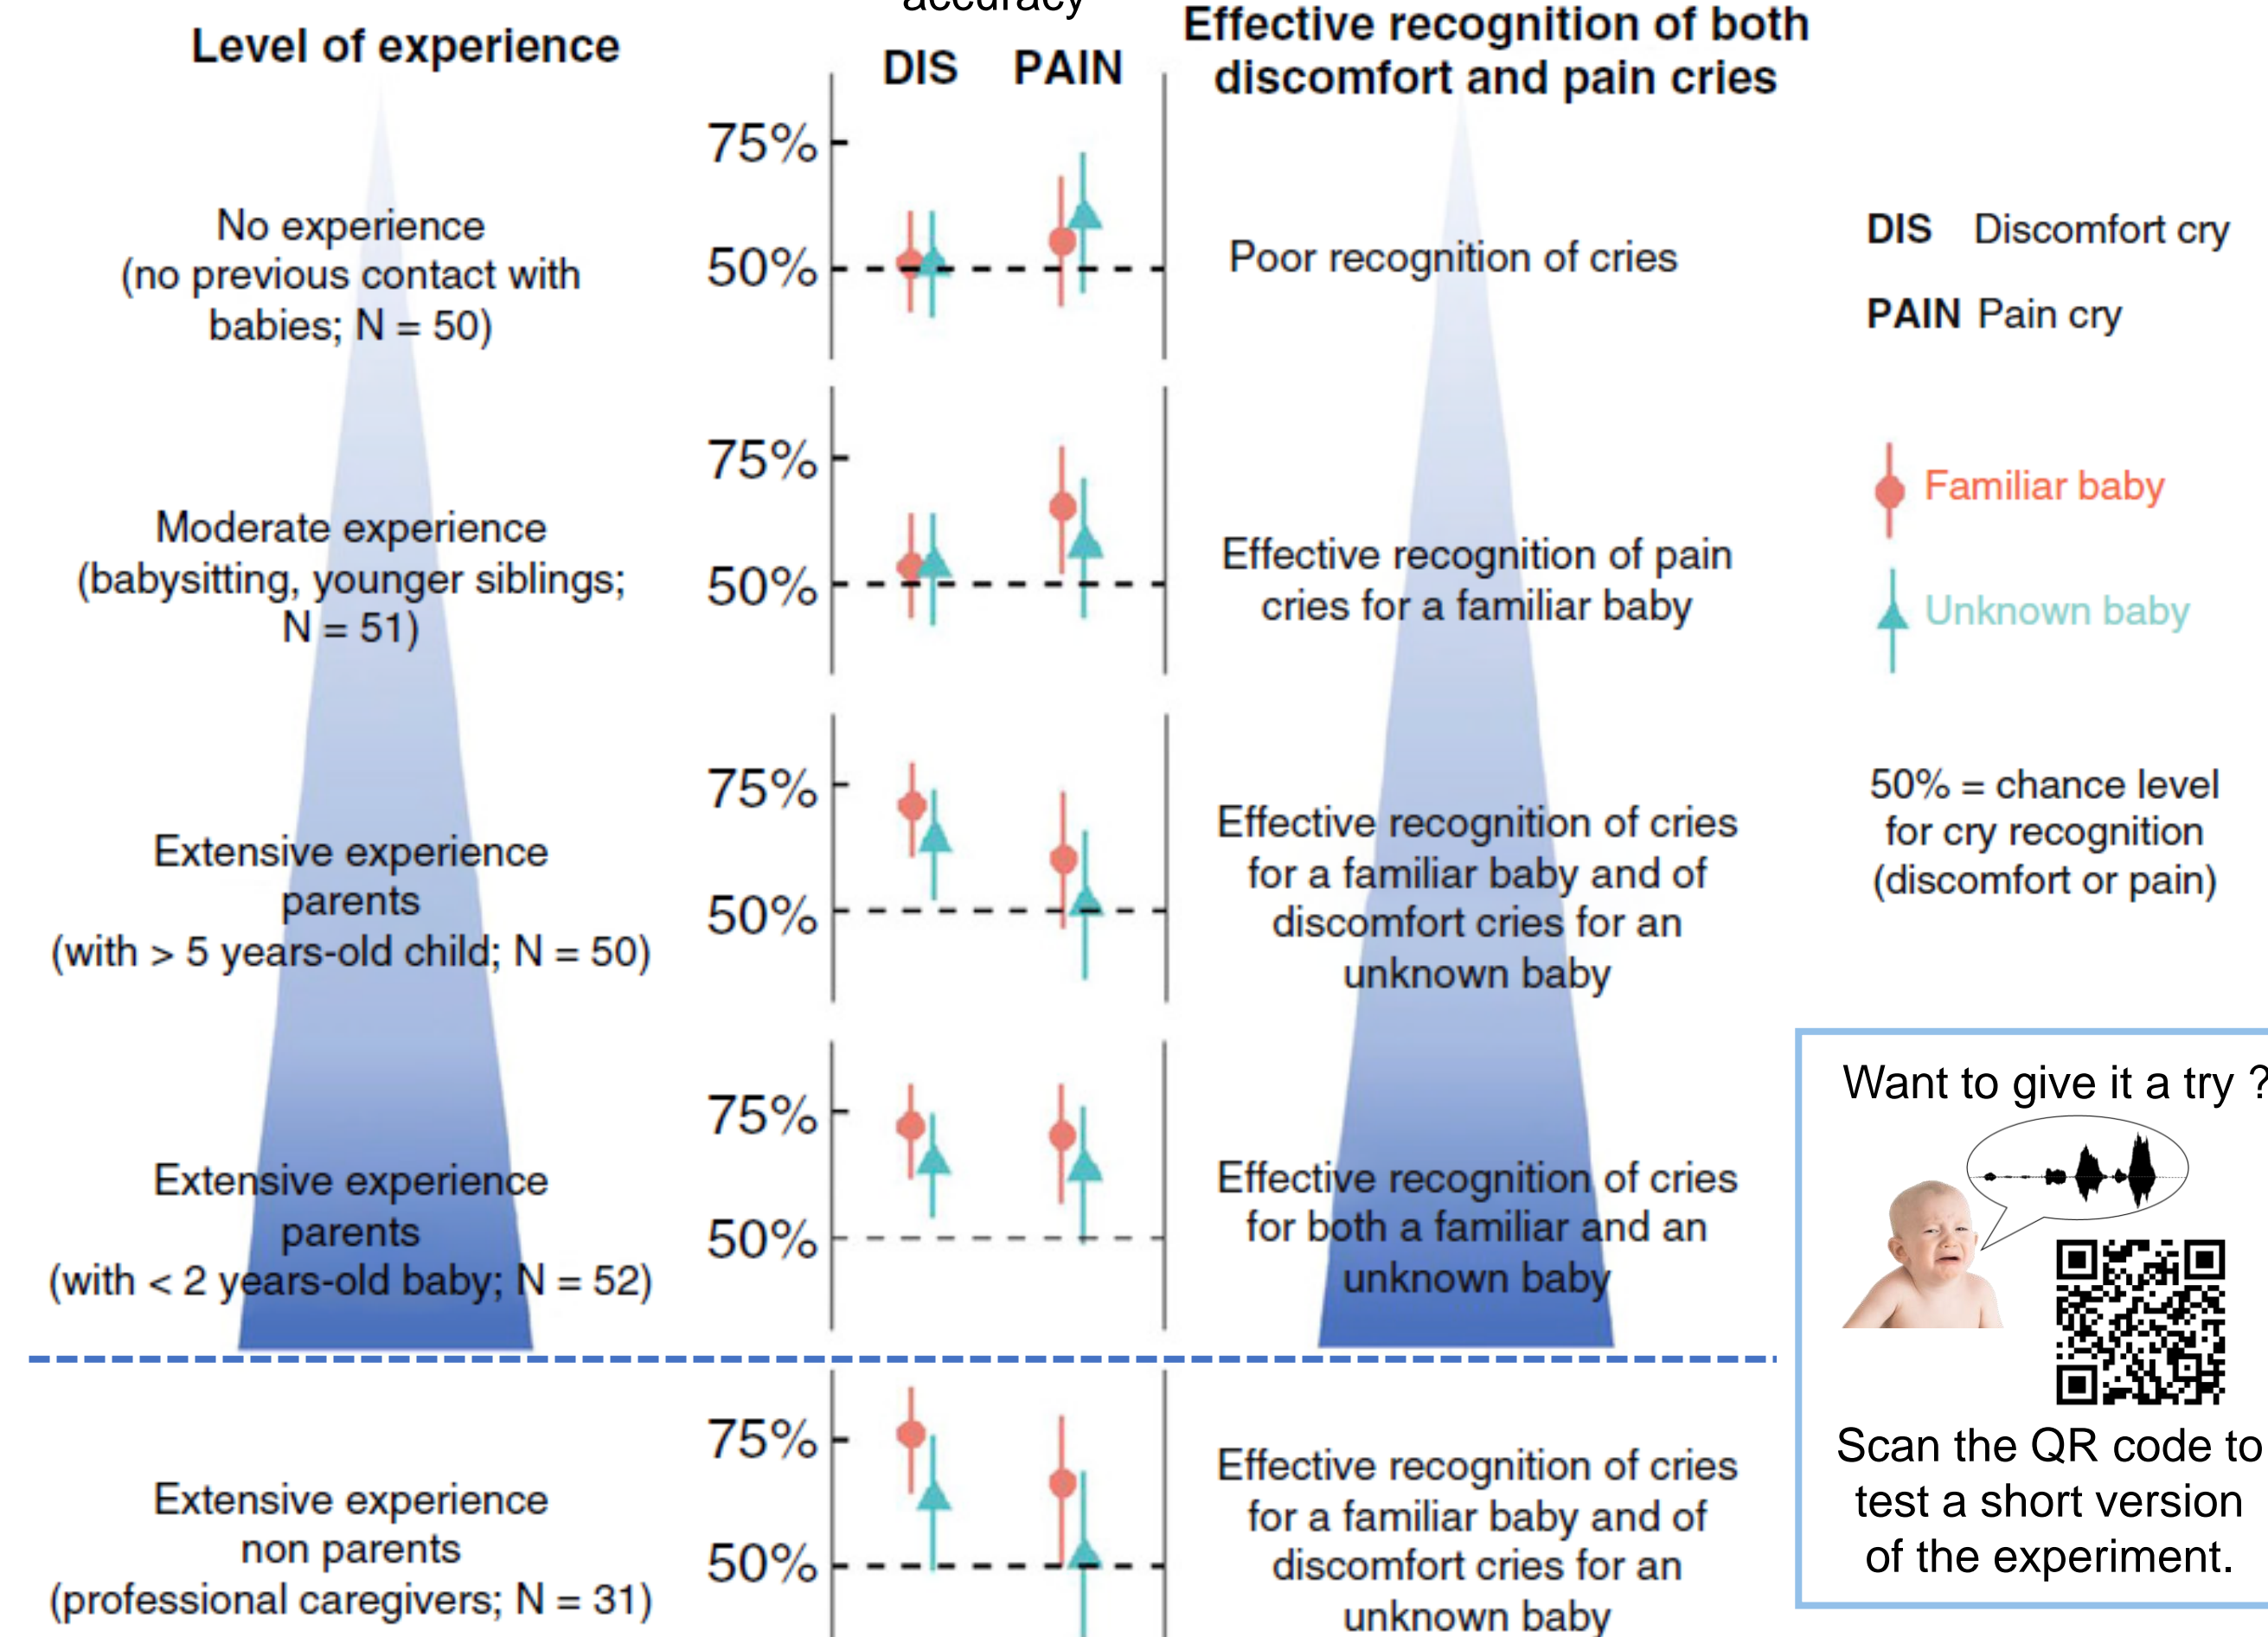 accuracy
Level of experience
DIS PAIN
Effective recognition of both
discomfort and pain cries
No experience
(no previous contact with
babies; N = 50)
75%
50%
Poor recognition of cries
DIS Discomfort cry
PAIN Pain cry
Moderate experience
(babysitting, younger siblings;
N = 51)
75%
50%
Effective recognition of pain
cries for a familiar baby
Familiar baby
Unknown baby
Extensive experience
parents
(with > 5 years-old child; N = 50)
75%
50%
Effective recognition of cries
for a familiar baby and of
discomfort cries for an
unknown baby
50% = chance level
for cry recognition
(discomfort or pain)
Extensive experience
parents
(with < 2 years-old baby; N = 52)
75%
50%
Effective recognition of cries
for both a familiar and an
unknown baby
Want to give it a try ?
Scan the QR code to
test a short version
of the experiment.
Extensive experience
non parents
(professional caregivers; N = 31)
75%
50%
Effective recognition of cries
for a familiar baby and of
discomfort cries for an
unknown baby